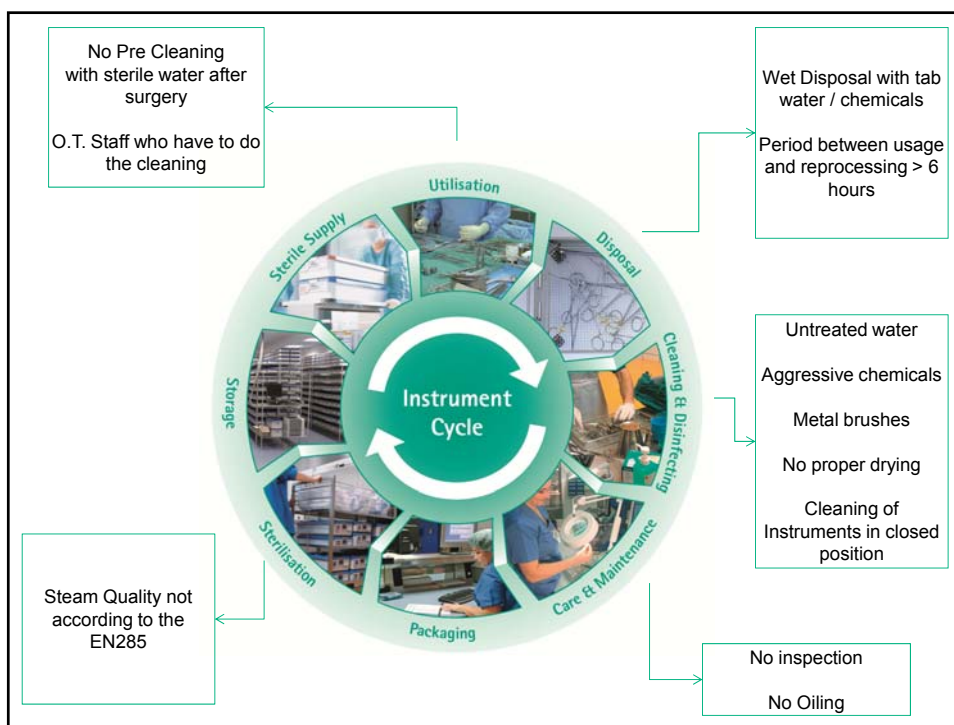 No Pre Cleaning
with sterile water after
surgery
O.T. Staff who have to do
the cleaning
Wet Disposal with tab
water / chemicals
Period between usage
and reprocessing > 6
hours
Utilisation
Disposal
Cleaning & Disinfecting
Care & Maintenance
Packaging
Sterilisation
Storage
Sterile Supply
Instrument
Cycle
Untreated water
Aggressive chemicals
Metal brushes
No proper drying
Cleaning of
Instruments in closed
position
Steam Quality not
according to the
EN285
No inspection
No Oiling